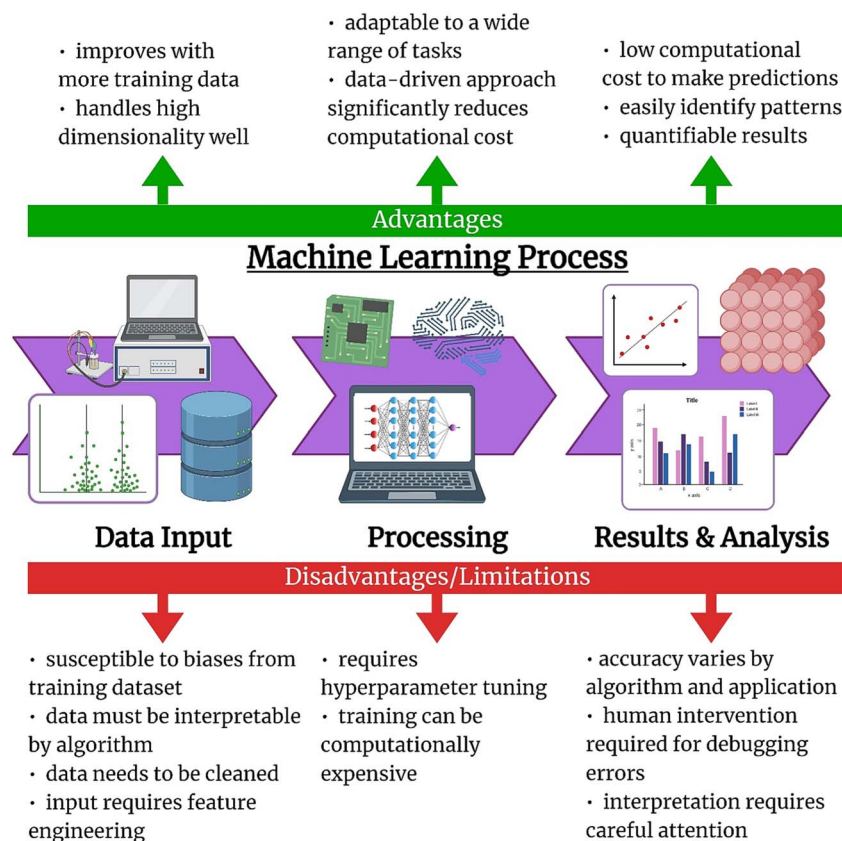 • improves with
more training data
• handles high
dimensionality well
• adaptable to a wide
range of tasks
• data-driven approach
significantly reduces
computational cost
• low computational
cost to make predictions
• easily identify patterns
• quantifiable results
Advantages
Machine Learning Process
Title
y axis
x axis
A
B
C
Data Input
Processing
Results & Analysis
Disadvantages/Limitations
• susceptible to biases from
training dataset
• data must be interpretable
by algorithm
• data needs to be cleaned
• input requires feature
engineering
• requires
hyperparameter tuning
• training can be
computationally
expensive
• accuracy varies by
algorithm and application
• human intervention
required for debugging
errors
• interpretation requires
careful attention